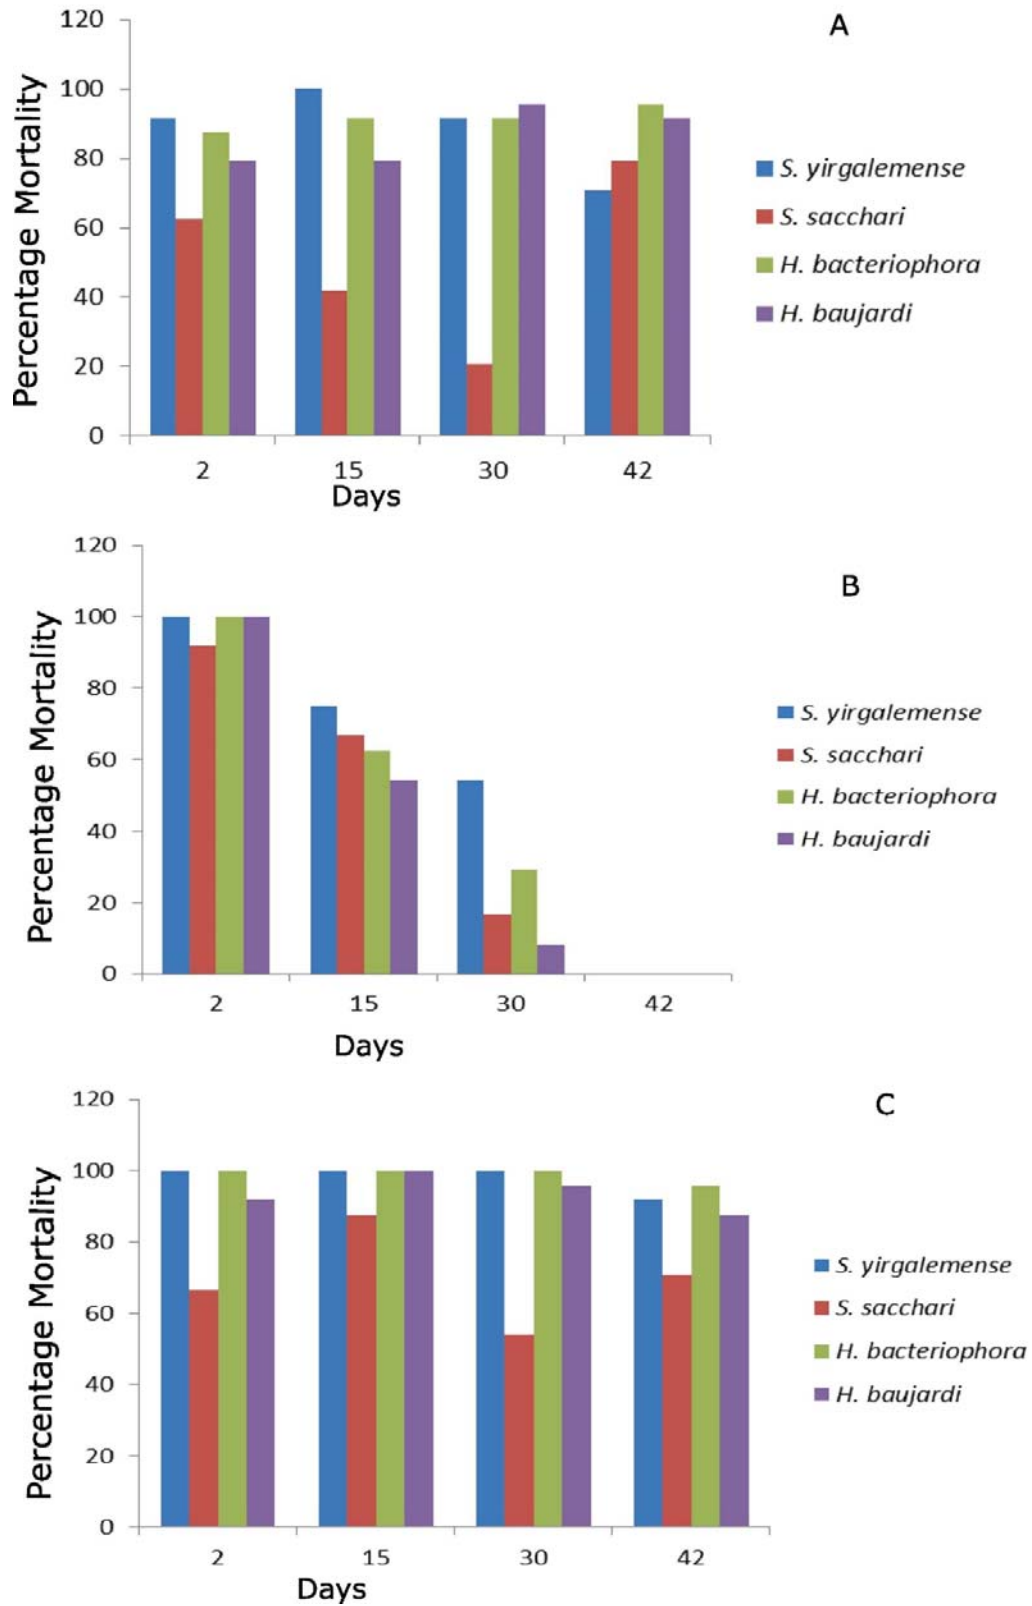 A
Percentage Mortality
120
100
80
60
40
20
0
2 15 30 42
Days
S. yirgalemense
S. sacchari
H. bacteriophora
H. baujardi
B
Percentage Mortality
120
100
80
60
40
20
0
2 15 30 42
Days
S. yirgalemense
S. sacchari
H. bacteriophora
H. baujardi
C
Percentage Mortality
120
100
80
60
40
20
0
2 15 30 42
Days
S. yirgalemense
S. sacchari
H. bacteriophora
H. baujardi